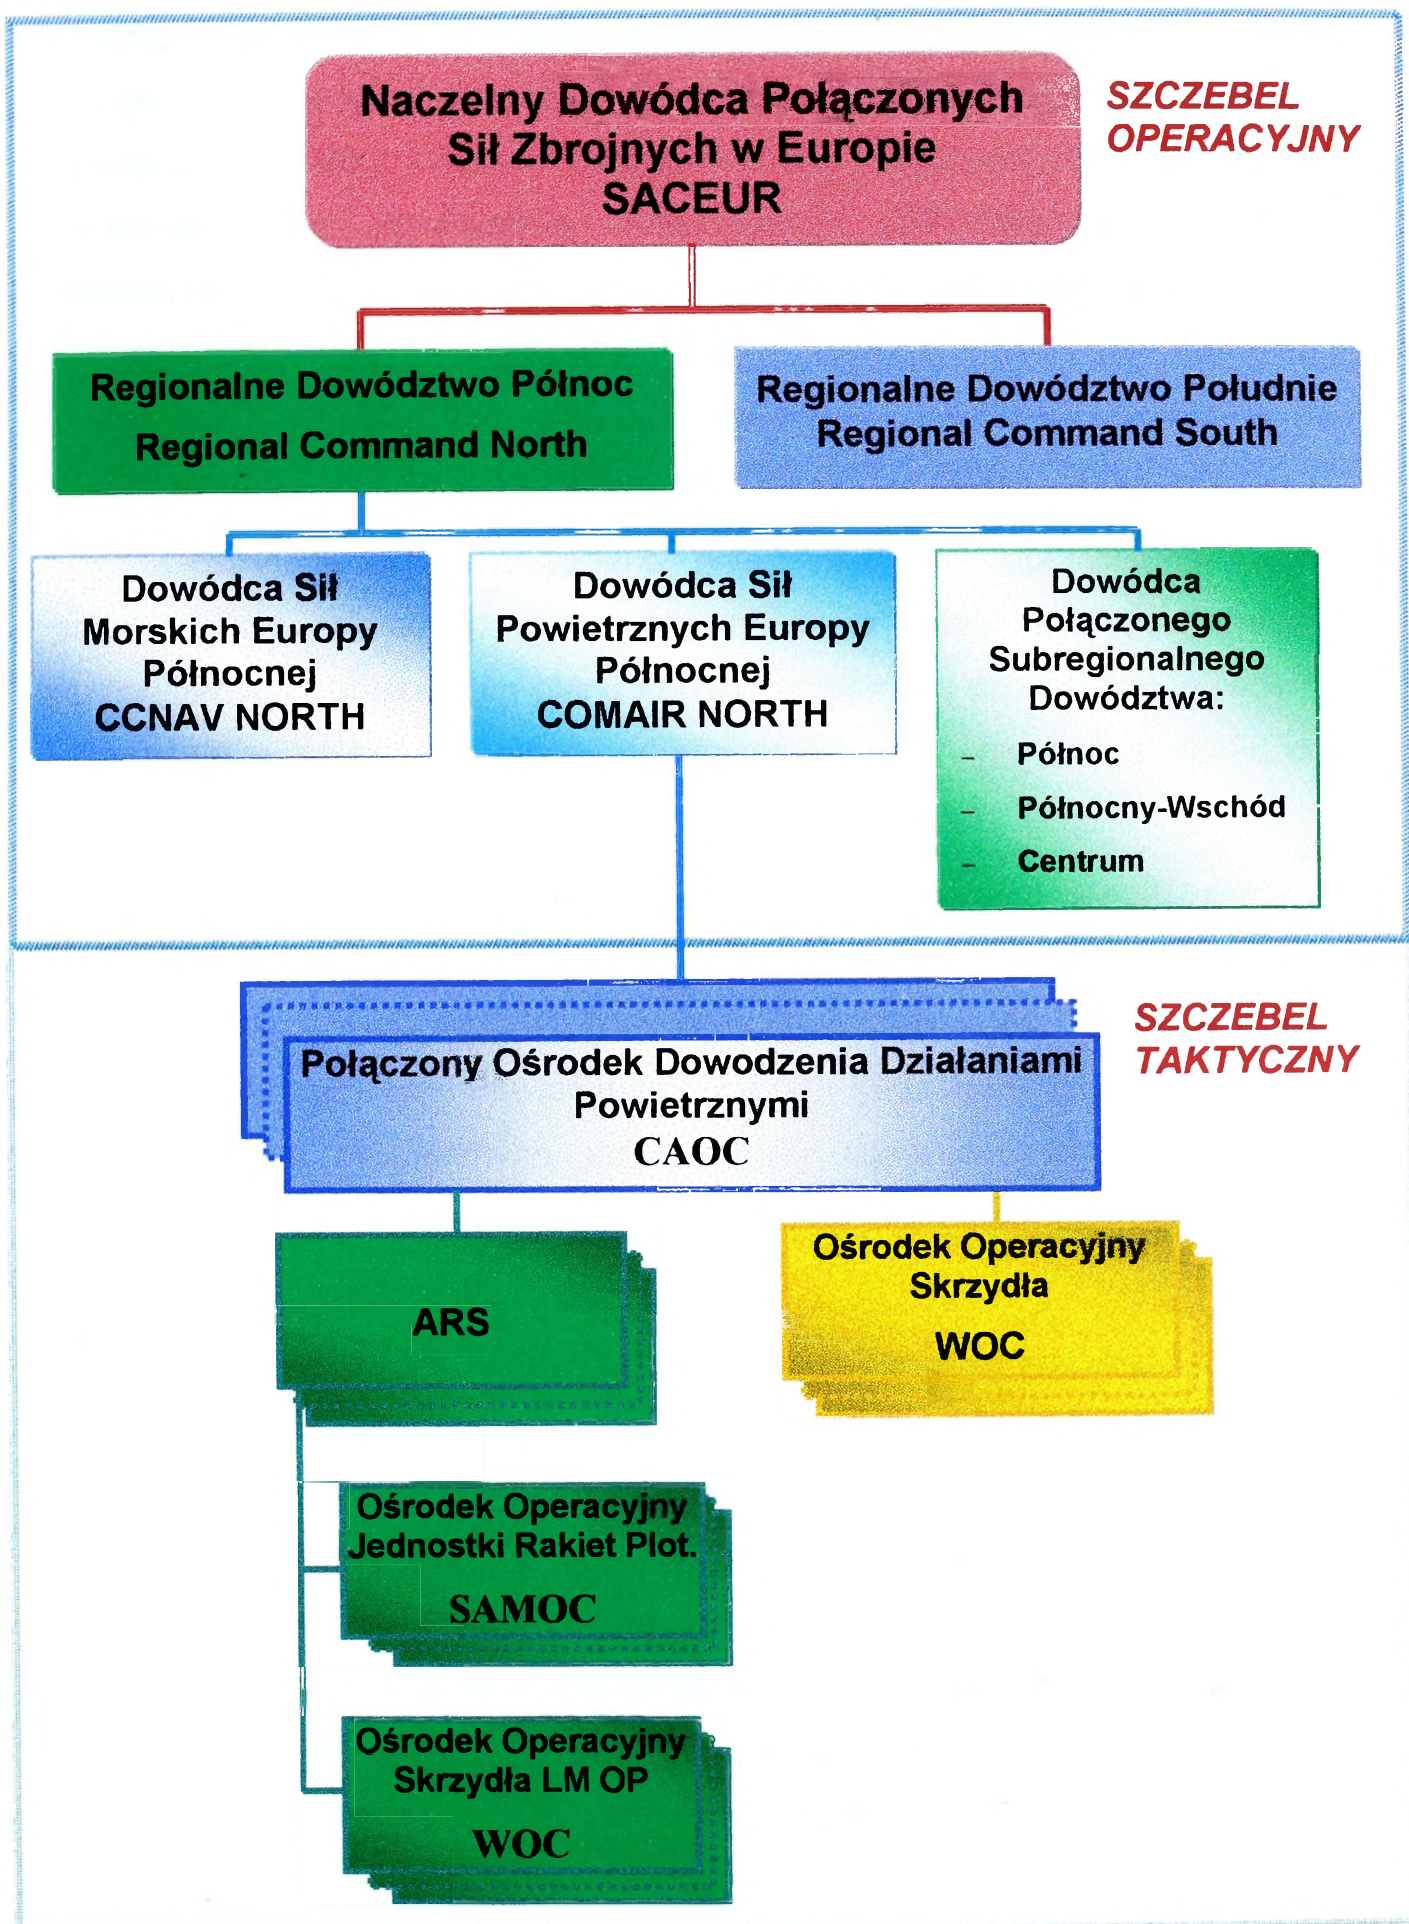 Naczelny Dowódca Połączonych
Sił Zbrojnych w Europie
SACEUR
SZCZEBEL
OPERACYJNY
Regionalne Dowództwo Północ
Regional Command North
Regionalne Dowództwo Południe
Regional Command South
Dowódca Sił
Morskich Europy
Północnej
CCNAV NORTH
Dowódca Sił
Powietrznych Europy
Północnej
COMAIR NORTH
Dowódca
Połączonego
Subregionalnego
Dowództwa:
– Północ
– Północny-Wschód
– Centrum
SZCZEBEL
TAKTYCZNY
Połączony Ośrodek Dowodzenia Działaniami
Powietrznymi
CAOC
ARS
Ośrodek Operacyjny
Skrzydła
WOC
Ośrodek Operacyjny
Jednostki Rakiet Plot.
SAMOC
Ośrodek Operacyjny
Skrzydła LM OP
WOC